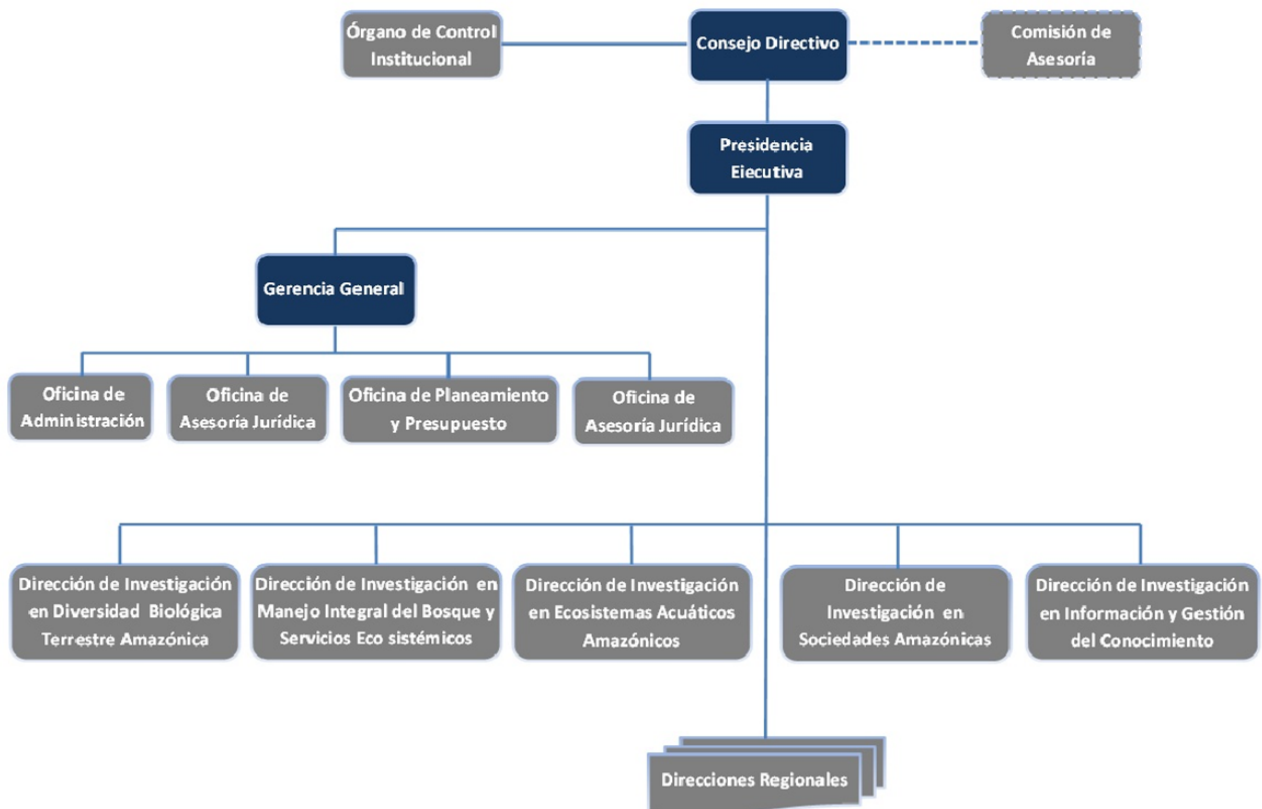 Órgano de Control
Institucional
Consejo Directivo
Comisión de
Asesoría
Presidencia
Ejecutiva
Gerencia General
Oficina de
Administración
Oficina de
Asesoría Jurídica
Oficina de Planeamiento
y Presupuesto
Oficina de
Asesoría Jurídica
Dirección de Investigación
en Diversidad Biológica
Terrestre Amazónica
Dirección de Investigación en
Manejo Integral del Bosque y
Servicios Eco sistémicos
Dirección de Investigación
en Ecosistemas Acuáticos
Amazónicos
Dirección de
Investigación en
Sociedades Amazónicas
Dirección de Investigación
en Información y Gestión
del Conocimiento
Direcciones Regionales